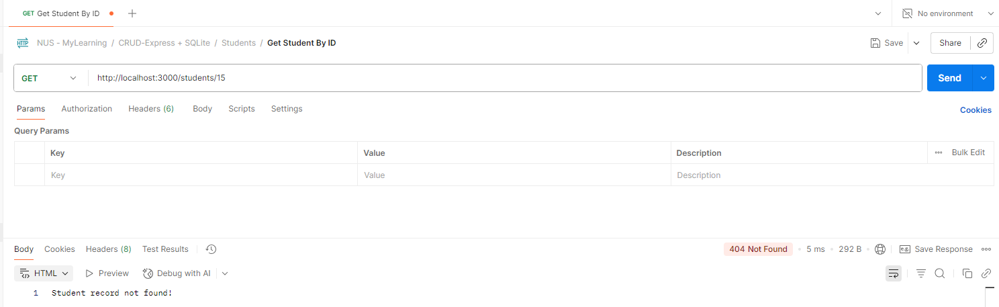 GET Get Student By ID
No environment
HTTP NUS - MyLearning / CRUD-Express + SQLite / Students / Get Student By ID
Save
Share
GET
http://localhost:3000/students/15
Send
Params Authorization Headers (6) Body Scripts Settings
Cookies
Query Params
Key Value Description Bulk Edit
Key Value Description
Body Cookies Headers (8) Test Results
404 Not Found • 5 ms • 292 B • e.g. Save Response
HTML Preview Debug with AI
1 Student record not found!